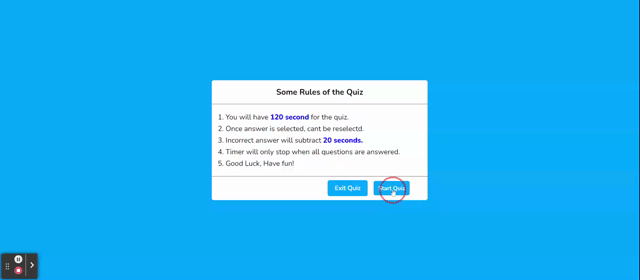 Some Rules of the Quiz
1. You will have 120 second for the quiz.
2. Once answer is selected, cant be reselectd.
3. Incorrect answer will subtract 20 seconds.
4. Timer will only stop when all questions are answered.
5. Good Luck, Have fun!
Exit Quiz Start Quiz